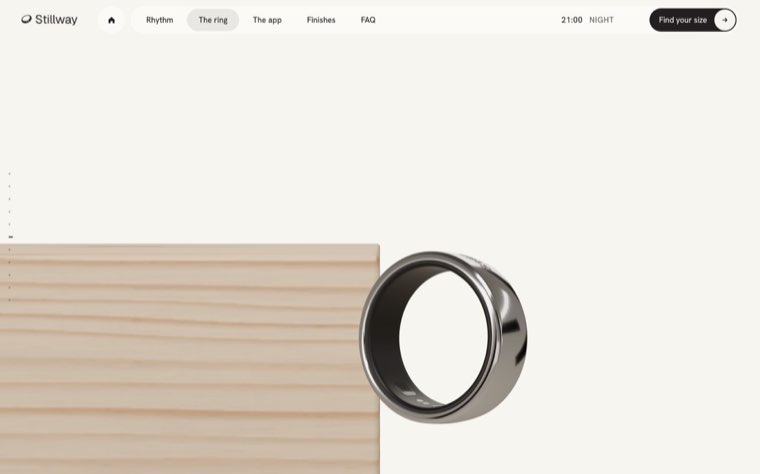 Stillway
Rhythm
The ring
The app
Finishes
FAQ
21:00 NIGHT
Find your size